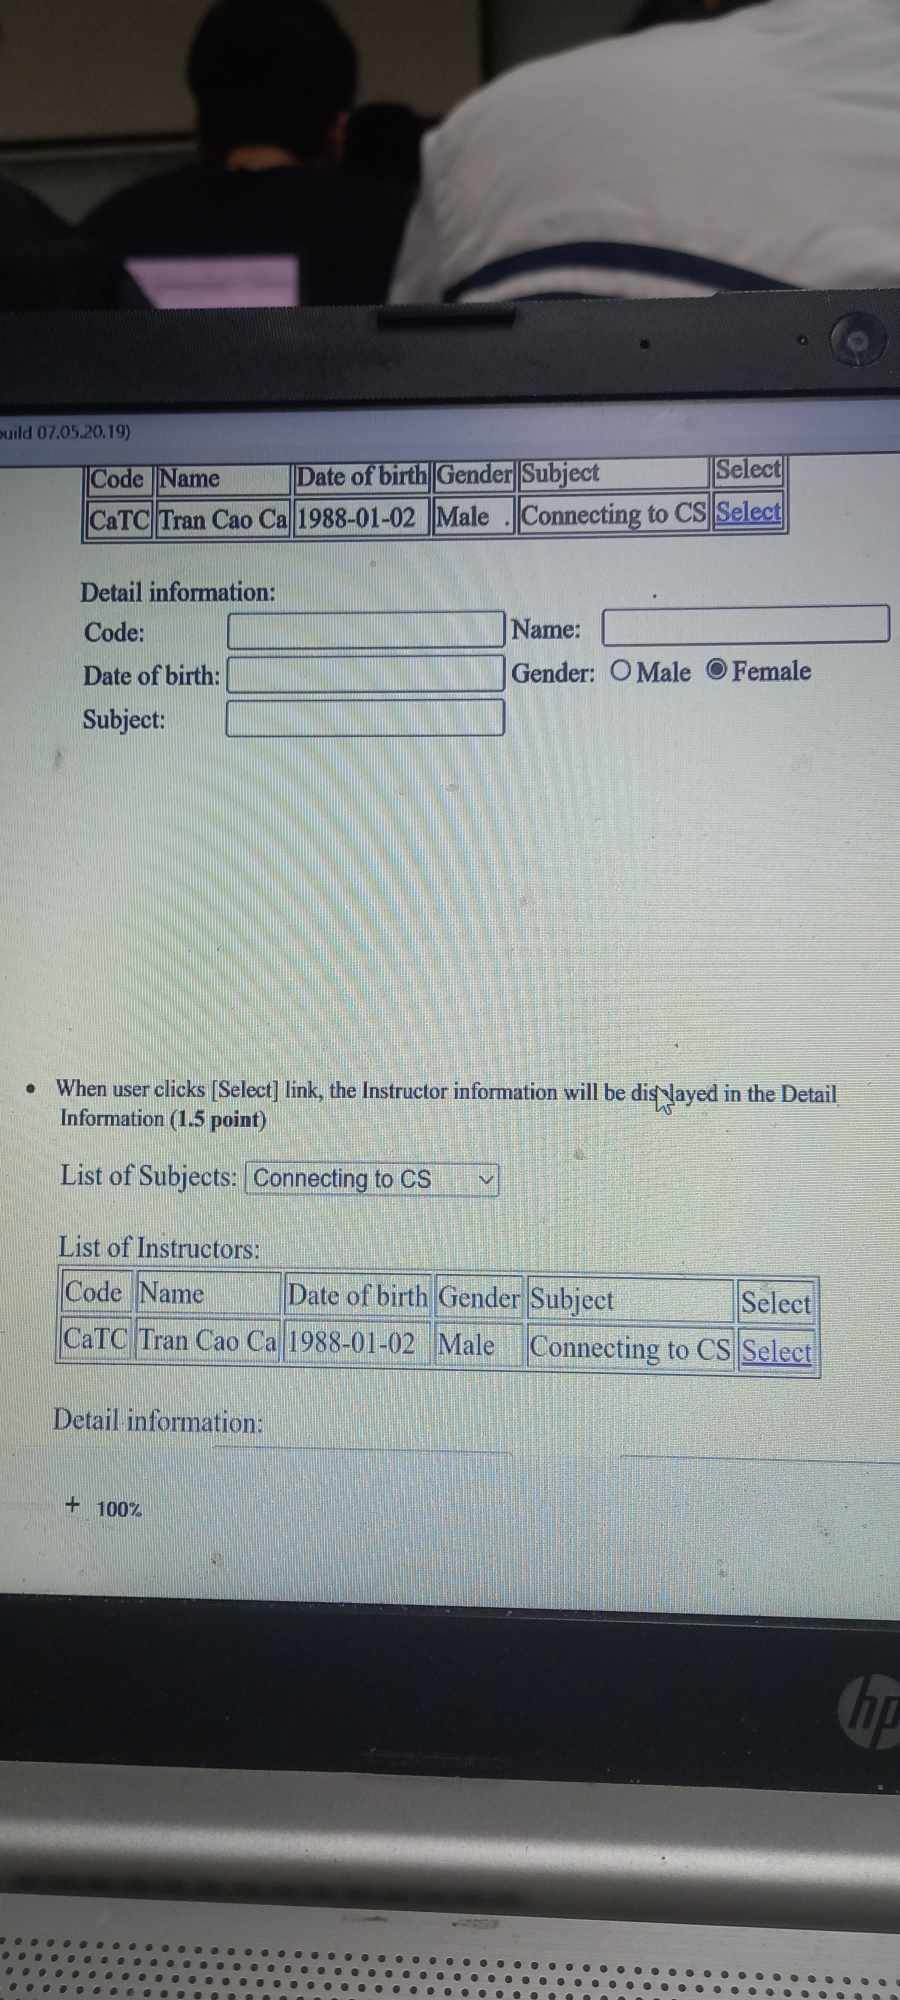 build 07.05.20.19)
Code Name Date of birth Gender Subject Select
CaTC Tran Cao Ca 1988-01-02 Male Connecting to CS Select
Detail information:
Code: Name:
Date of birth: Gender: Male Female
Subject:
• When user clicks [Select] link, the Instructor information will be displayed in the Detail
Information (1.5 point)
List of Subjects: Connecting to CS
List of Instructors:
Code Name Date of birth Gender Subject Select
CaTC Tran Cao Ca 1988-01-02 Male Connecting to CS Select
Detail information:
+ 100%
hp